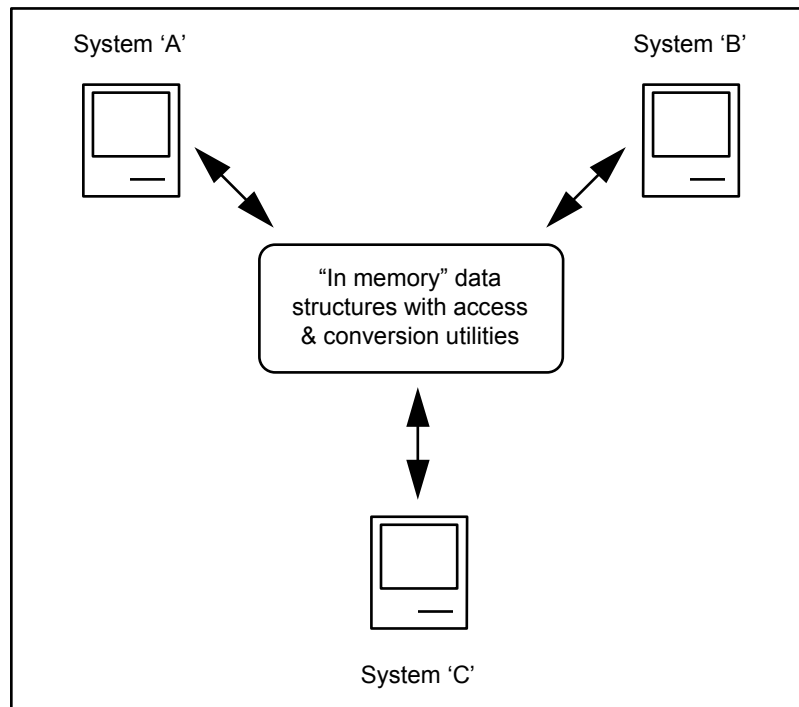 System ‘A’
System ‘B’
“In memory” data
structures with access
& conversion utilities
System ‘C’